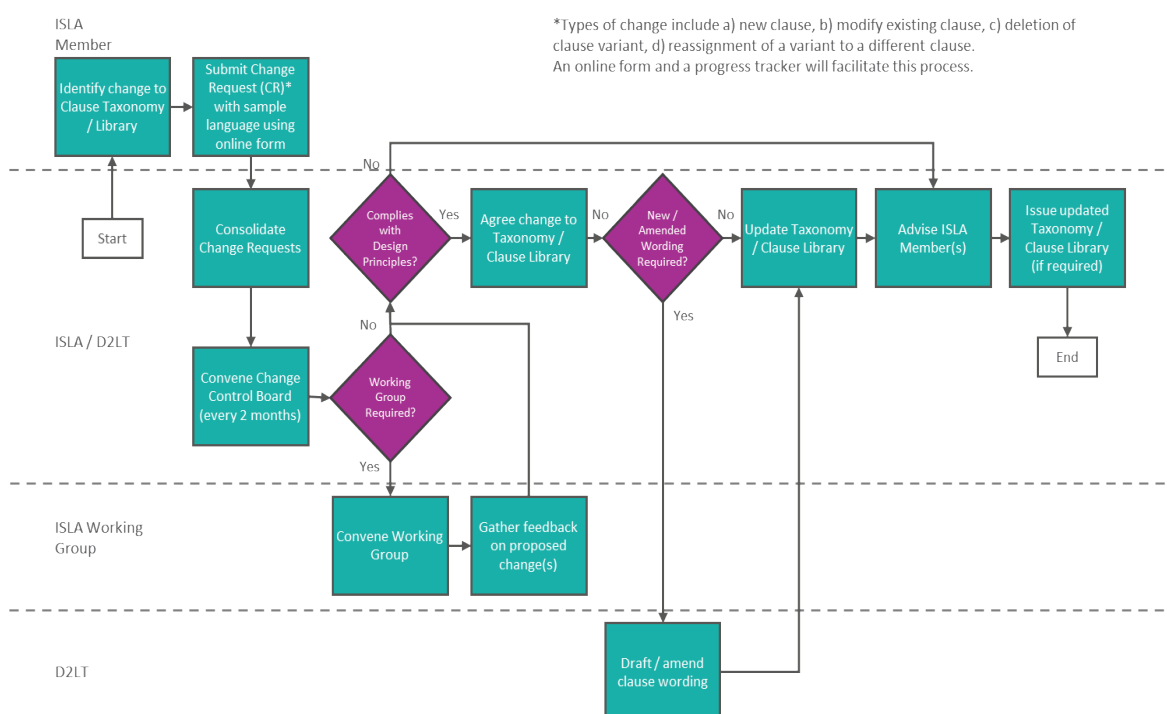 ISLA
Member
*Types of change include a) new clause, b) modify existing clause, c) deletion of
clause variant, d) reassignment of a variant to a different clause.
An online form and a progress tracker will facilitate this process.
Identify change to
Clause Taxonomy
/ Library
Submit Change
Request (CR)*
with sample
language using
online form
No
Start
Consolidate
Change Requests
Complies
with
Design
Principles?
Yes
Agree change to
Taxonomy /
Clause Library
No
New /
Amended
Wording
Required?
No
Update Taxonomy
/ Clause Library
Advise ISLA
Member(s)
Issue updated
Taxonomy /
Clause Library
(if required)
Yes
No
ISLA / D2LT
End
Convene Change
Control Board
(every 2 months)
Working
Group
Required?
Yes
ISLA Working
Group
Convene Working
Group
Gather feedback
on proposed
change(s)
D2LT
Draft / amend
clause wording